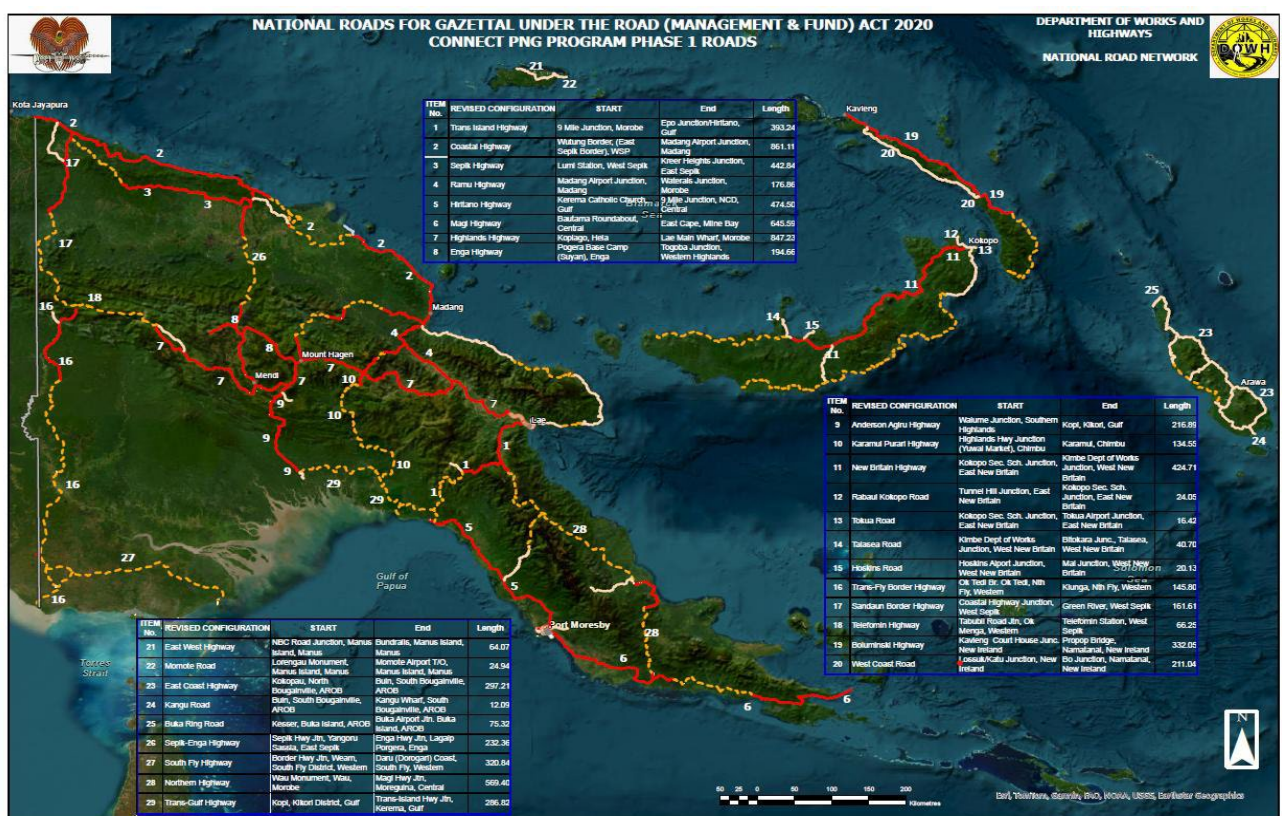 NATIONAL ROADS FOR GAZETTAL UNDER THE ROAD (MANAGEMENT & FUND) ACT 2020
CONNECT PNG PROGRAM PHASE 1 ROADS
DEPARTMENT OF WORKS AND
HIGHWAYS
NATIONAL ROAD NETWORK
DOWH
Kota Jayapura
Kavieng
Kokopo
Madang
Mount Hagen
Mendi
Lae
Arawa
Gulf of
Papua
Port Moresby
Torres
Strait
Bismarck
Sea
Solomon
Sea
ITEM No. REVISED CONFIGURATION START End Length
1 Trans Island Highway 9 Mile Junction, Morobe Epo Junction/Hiritano, Gulf 393.24
2 Coastal Highway Wutung Border, (East Sepik Border), WSP Madang Airport Junction, Madang 861.11
3 Sepik Highway Lumi Station, West Sepik Kreer Heights Junction, East Sepik 442.84
4 Ramu Highway Madang Airport Junction, Madang Waterais Junction, Morobe 176.86
5 Hiritano Highway Kerema Catholic Church, Gulf 9 Mile Junction, NCD, Central 474.50
6 Magi Highway Bautama Roundabout, Central East Cape, Milne Bay 645.59
7 Highlands Highway Kopiago, Hela Lae Main Wharf, Morobe 847.23
8 Enga Highway Pogera Base Camp (Suyan), Enga Togoba Junction, Western Highlands 194.66
ITEM No. REVISED CONFIGURATION START End Length
9 Anderson Agiru Highway Walume Junction, Southern Highlands Kopi, Kikori, Gulf 216.89
10 Karamui Purari Highway Highlands Hwy Junction (Yuwai Market), Chimbu Karamui, Chimbu 134.55
11 New Britain Highway Kokopo Sec. Sch. Junction, East New Britain Kimbe Dept of Works Junction, West New Britain 424.71
12 Rabaul Kokopo Road Tunnel Hill Junction, East New Britain Kokopo Sec. Sch. Junction, East New Britain 24.05
13 Tokua Road Kokopo Sec. Sch. Junction, East New Britain Tokua Airport Junction, East New Britain 16.42
14 Talasea Road Kimbe Dept of Works Junction, West New Britain Bitokara Junc., Talasea, West New Britain 40.70
15 Hoskins Road Hoskins Aiport Junction, West New Britain Mai Junction, West New Britain 20.13
16 Trans-Fly Border Highway Ok Tedi Br. Ok Tedi, Nth Fly, Western Kiunga, Nth Fly, Western 145.80
17 Sandaun Border Highway Coastal Highway Junction, West Sepik Green River, West Sepik 161.61
18 Telefomin Highway Tabubil Road Jtn, Ok Menga, Western Telefomin Station, West Sepik 66.25
19 Boluminski Highway Kavieng Court House Junc. New Ireland Propop Bridge, Namatanai, New Ireland 332.05
20 West Coast Road Lossuk/Katu Junction, New Ireland Bo Junction, Namatanai, New Ireland 211.04
ITEM No. REVISED CONFIGURATION START End Length
21 East West Highway NBC Road Junction, Manus Island, Manus Bundralis, Manus Island, Manus 64.07
22 Momote Road Lorengau Monument, Manus Island, Manus Momote Airport T/O, Manus Island, Manus 24.94
23 East Coast Highway Kokopau, North Bougainville, AROB Buin, South Bougainville, AROB 297.21
24 Kangu Road Buin, South Bougainville, AROB Kangu Wharf, South Bougainville, AROB 12.09
25 Buka Ring Road Kesser, Buka Island, AROB Buka Airport Jtn. Buka Island, AROB 75.32
26 Sepik-Enga Highway Sepik Hwy Jtn, Yangoru Saussia, East Sepik Enga Hwy Jtn, Lagaip Porgera, Enga 232.36
27 South Fly Highway Border Hwy Jtn, Weam, South Fly District, Western Daru (Dorogari) Coast, South Fly, Western 320.84
28 Northern Highway Wau Monument, Wau, Morobe Magi Hwy Jtn, Moreguina, Central 569.40
29 Trans-Gulf Highway Kopi, Kikori District, Gulf Trans-Island Hwy Jtn, Kerema, Gulf 286.82
N
50 25 0 50 100 150 200
Kilometres
Esri, TomTom, Garmin, FAO, NOAA, USGS, Earthstar Geographics